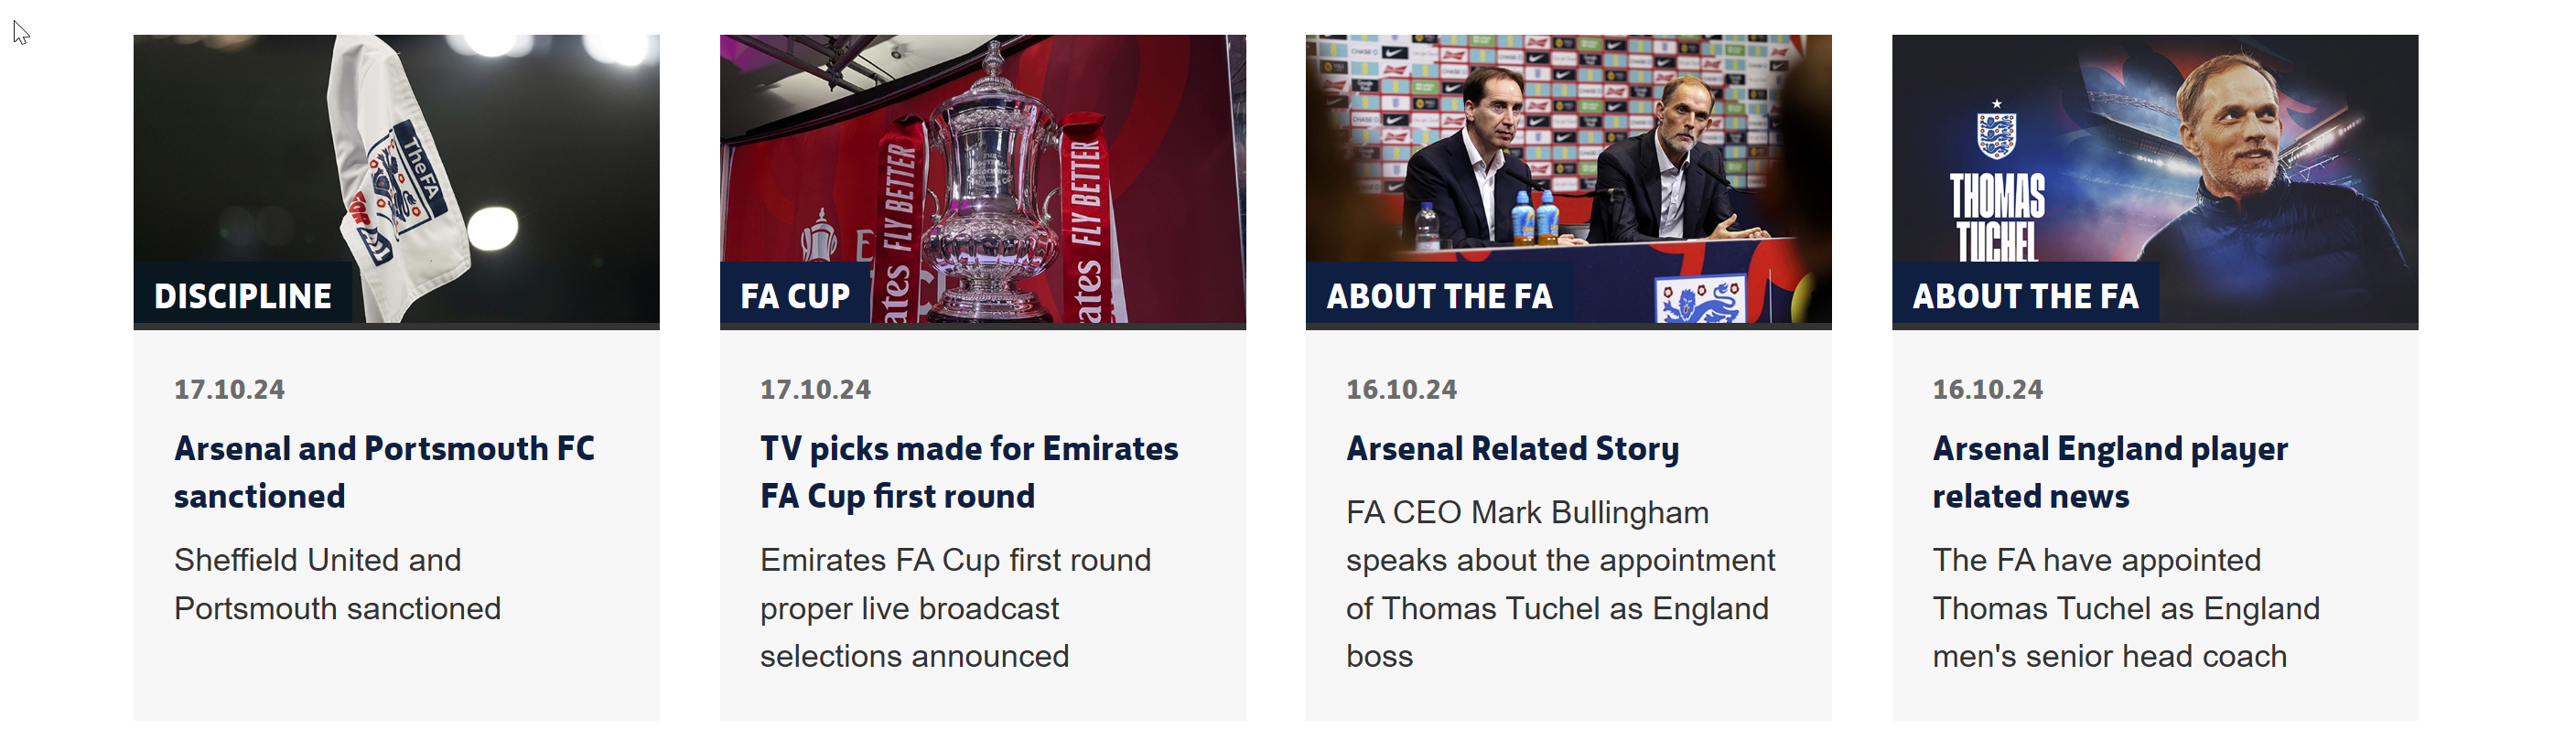 TheFA
FOR
ALL
DISCIPLINE
17.10.24
Arsenal and Portsmouth FC
sanctioned
Sheffield United and
Portsmouth sanctioned
FLY BETTER
FLY BETTER
ates
ates
FA CUP
17.10.24
TV picks made for Emirates
FA Cup first round
Emirates FA Cup first round
proper live broadcast
selections announced
ABOUT THE FA
16.10.24
Arsenal Related Story
FA CEO Mark Bullingham
speaks about the appointment
of Thomas Tuchel as England
boss
THOMAS
TUCHEL
ABOUT THE FA
16.10.24
Arsenal England player
related news
The FA have appointed
Thomas Tuchel as England
men's senior head coach